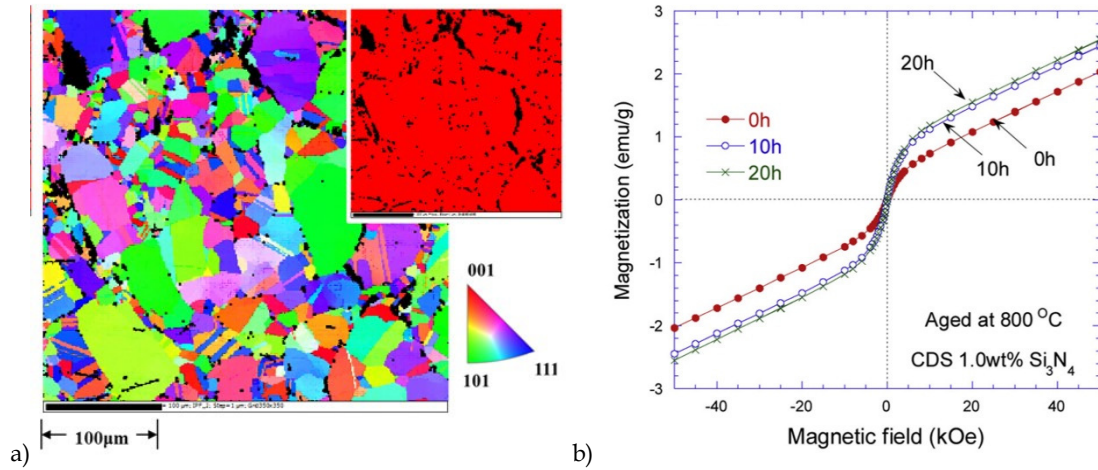 001
101
111
100µm
a)
3
2
1
0
-1
-2
-3
Magnetization (emu/g)
20h
0h
10h
20h
10h
0h
Aged at 800 °C
CDS 1.0wt% Si₃N₄
-40
-20
0
20
40
Magnetic field (kOe)
b)